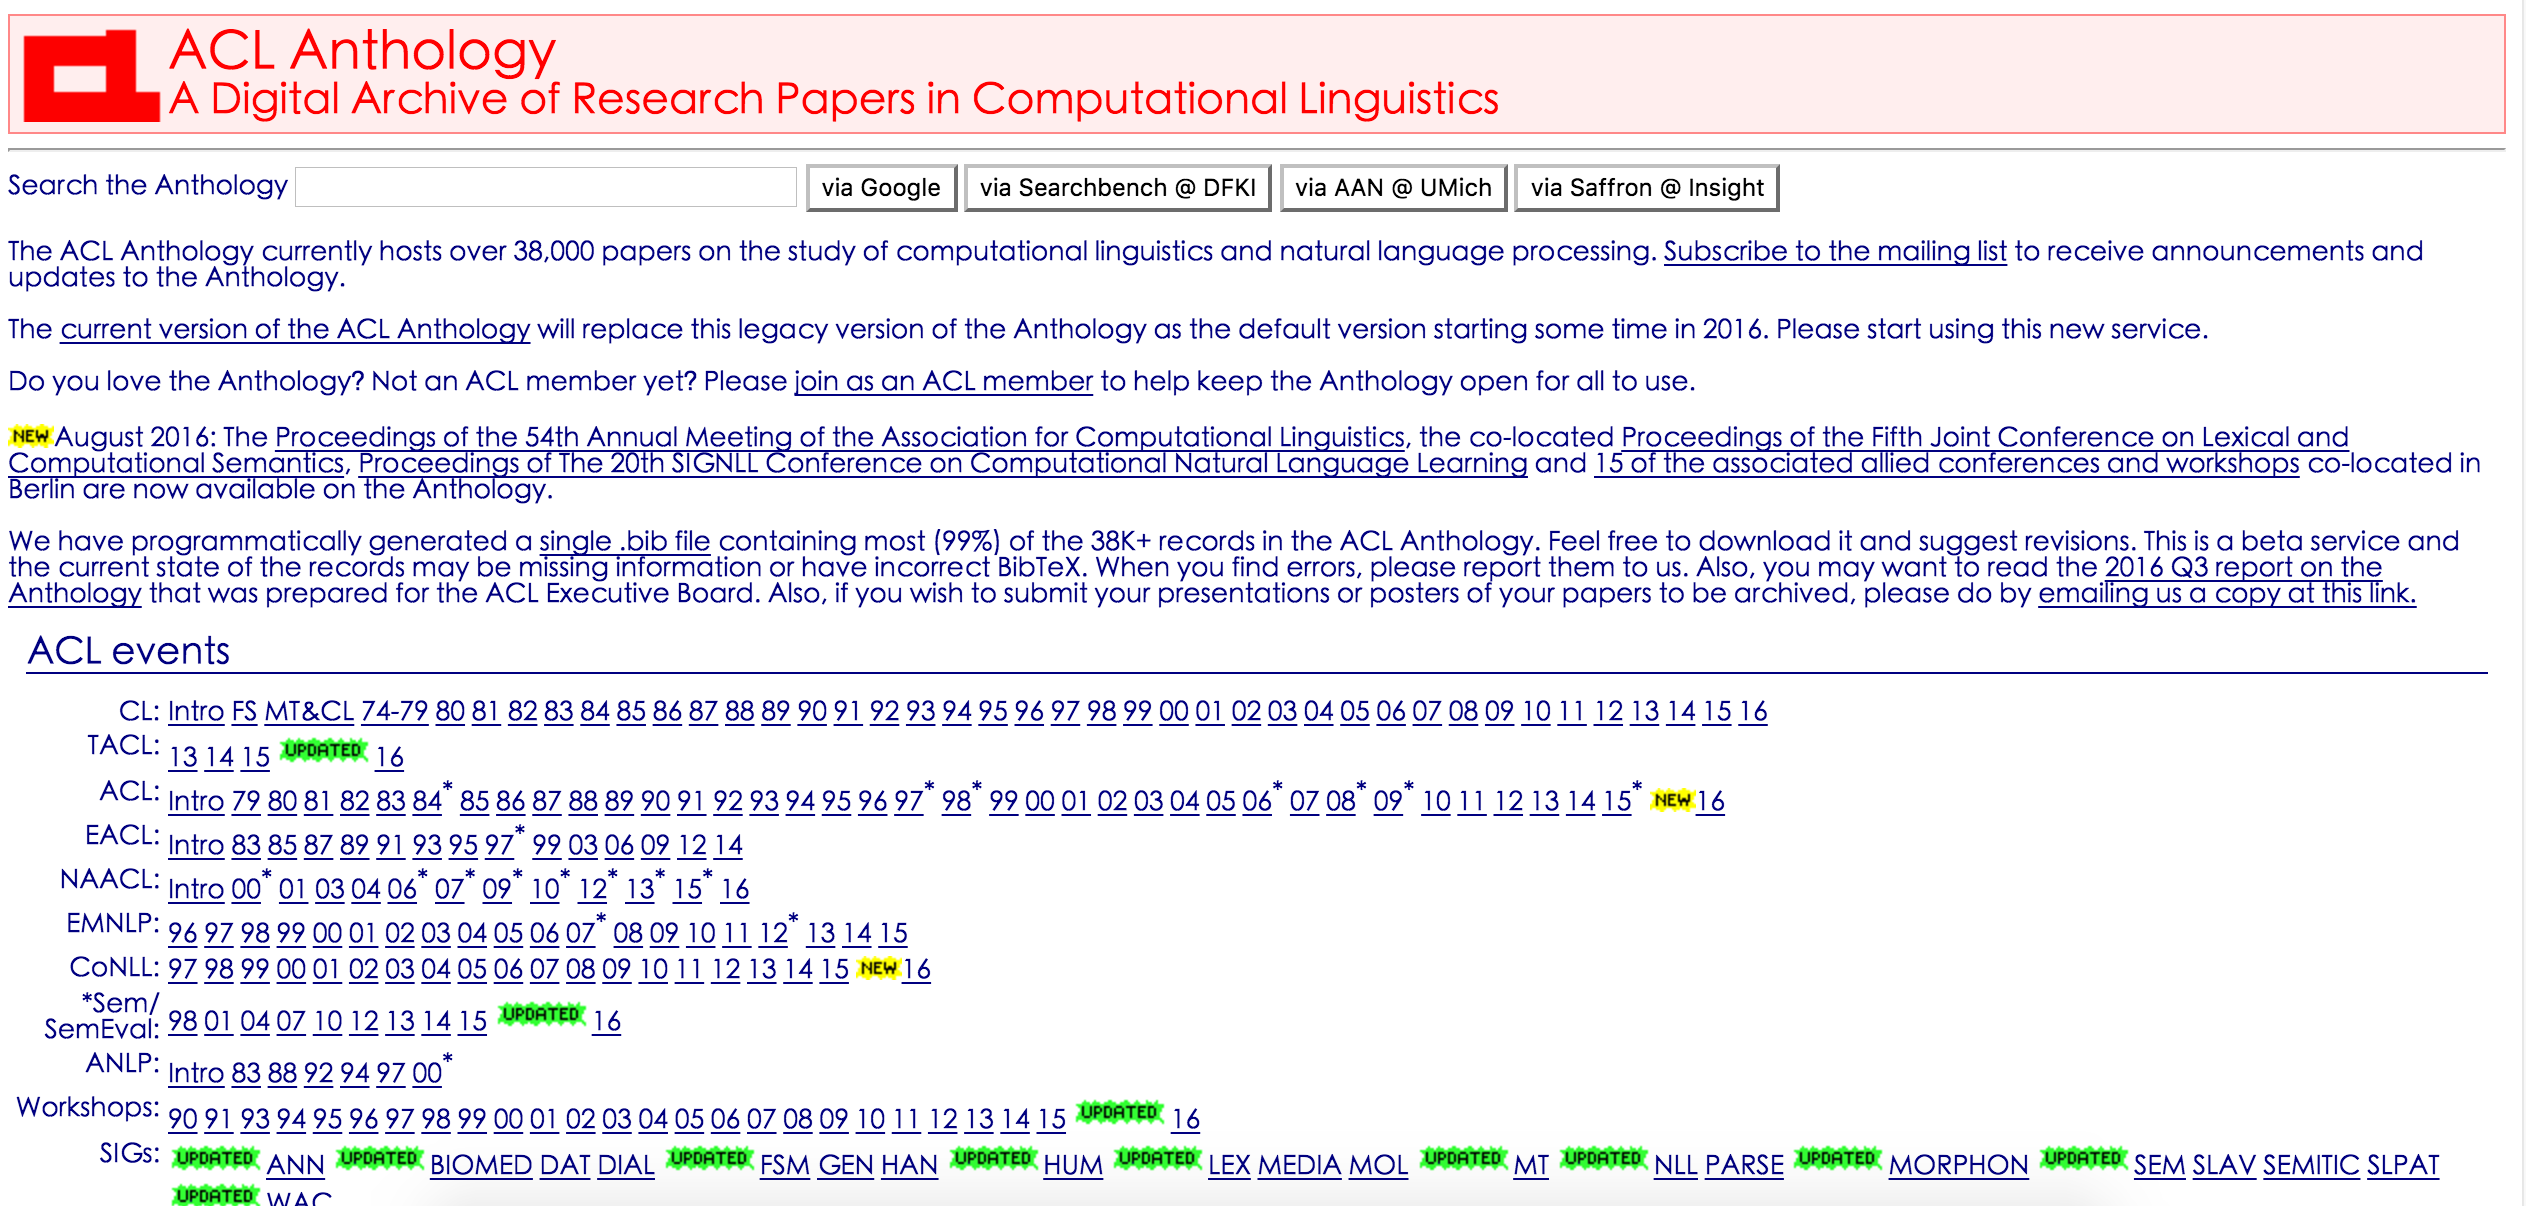 ACL Anthology
A Digital Archive of Research Papers in Computational Linguistics
Search the Anthology via Google via Searchbench @ DFKI via AAN @ UMich via Saffron @ Insight
The ACL Anthology currently hosts over 38,000 papers on the study of computational linguistics and natural language processing. Subscribe to the mailing list to receive announcements and
updates to the Anthology.
The current version of the ACL Anthology will replace this legacy version of the Anthology as the default version starting some time in 2016. Please start using this new service.
Do you love the Anthology? Not an ACL member yet? Please join as an ACL member to help keep the Anthology open for all to use.
NEW August 2016: The Proceedings of the 54th Annual Meeting of the Association for Computational Linguistics, the co-located Proceedings of the Fifth Joint Conference on Lexical and
Computational Semantics, Proceedings of The 20th SIGNLL Conference on Computational Natural Language Learning and 15 of the associated allied conferences and workshops co-located in
Berlin are now available on the Anthology.
We have programmatically generated a single .bib file containing most (99%) of the 38K+ records in the ACL Anthology. Feel free to download it and suggest revisions. This is a beta service and
the current state of the records may be missing information or have incorrect BibTeX. When you find errors, please report them to us. Also, you may want to read the 2016 Q3 report on the
Anthology that was prepared for the ACL Executive Board. Also, if you wish to submit your presentations or posters of your papers to be archived, please do by emailing us a copy at this link.
ACL events
CL: Intro FS MT&CL 74-79 80 81 82 83 84 85 86 87 88 89 90 91 92 93 94 95 96 97 98 99 00 01 02 03 04 05 06 07 08 09 10 11 12 13 14 15 16
TACL: 13 14 15 UPDATED 16
ACL: Intro 79 80 81 82 83 84* 85 86 87 88 89 90 91 92 93 94 95 96 97* 98* 99 00 01 02 03 04 05 06* 07 08* 09* 10 11 12 13 14 15* NEW 16
EACL: Intro 83 85 87 89 91 93 95 97* 99 03 06 09 12 14
NAACL: Intro 00* 01 03 04 06* 07* 09* 10* 12* 13* 15* 16
EMNLP: 96 97 98 99 00 01 02 03 04 05 06 07* 08 09 10 11 12* 13 14 15
CoNLL: 97 98 99 00 01 02 03 04 05 06 07 08 09 10 11 12 13 14 15 NEW 16
*Sem/
SemEval: 98 01 04 07 10 12 13 14 15 UPDATED 16
ANLP: Intro 83 88 92 94 97 00*
Workshops: 90 91 93 94 95 96 97 98 99 00 01 02 03 04 05 06 07 08 09 10 11 12 13 14 15 UPDATED 16
SIGs: UPDATED ANN UPDATED BIOMED DAT DIAL UPDATED FSM GEN HAN UPDATED HUM UPDATED LEX MEDIA MOL UPDATED MT UPDATED NLL PARSE UPDATED MORPHON UPDATED SEM SLAV SEMITIC SLPAT
UPDATED WAC